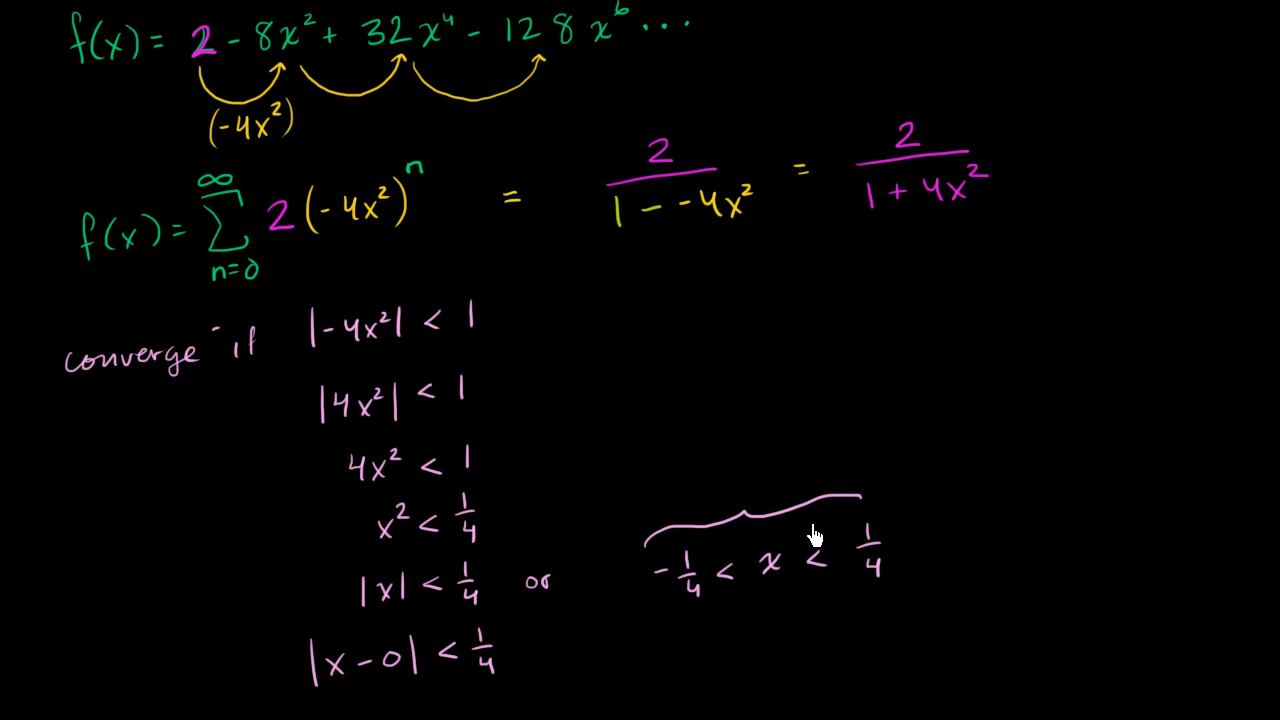 f(x) = 2 - 8x² + 32x⁴ - 128x⁶ ...
(-4x²)
f(x) = ∑_{n=0}^{∞} 2(-4x²)ⁿ = 2/(1 - -4x²) = 2/(1 + 4x²)
converge if |-4x²| < 1
|4x²| < 1
4x² < 1
x² < 1/4
|x| < 1/4 or -1/4 < x < 1/4
|x-0| < 1/4